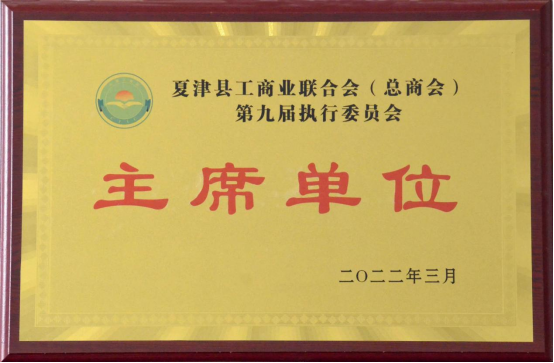 夏津县工商业联合会（总商会）
第九届执行委员会
主席单位
二〇二二年三月